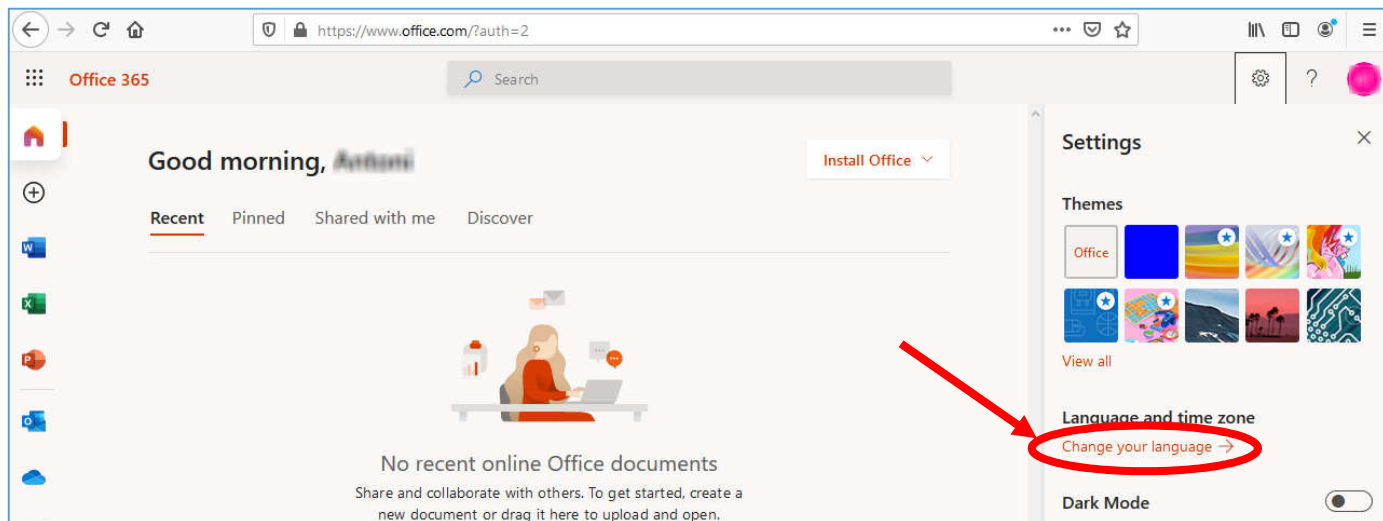 https://www.office.com/?auth=2
Office 365
Search
?
Good morning,
Install Office
Recent Pinned Shared with me Discover
No recent online Office documents
Share and collaborate with others. To get started, create a
new document or drag it here to upload and open.
Settings
Themes
Office
View all
Language and time zone
Change your language →
Dark Mode